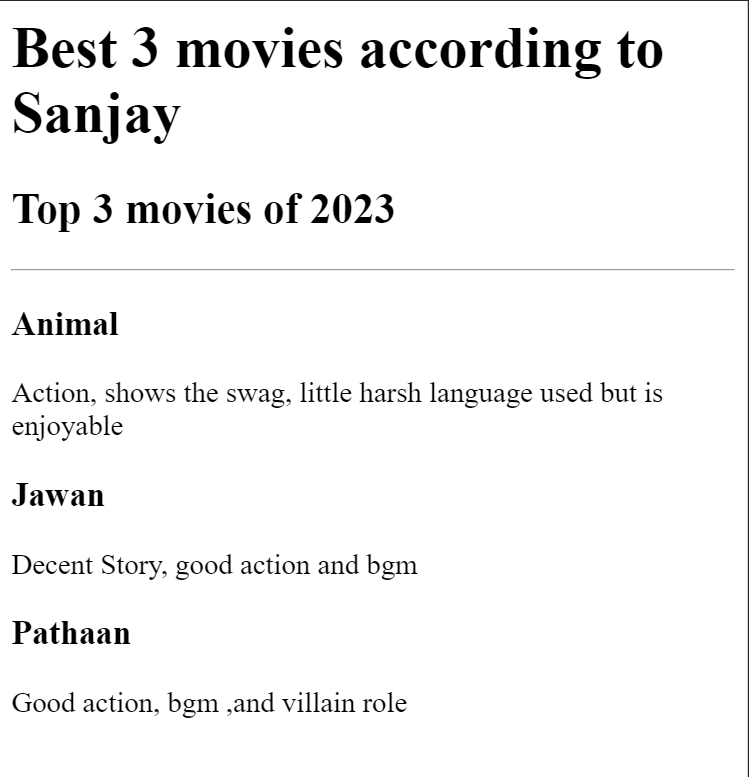 Best 3 movies according to
Sanjay
Top 3 movies of 2023
Animal
Action, shows the swag, little harsh language used but is
enjoyable
Jawan
Decent Story, good action and bgm
Pathaan
Good action, bgm ,and villain role